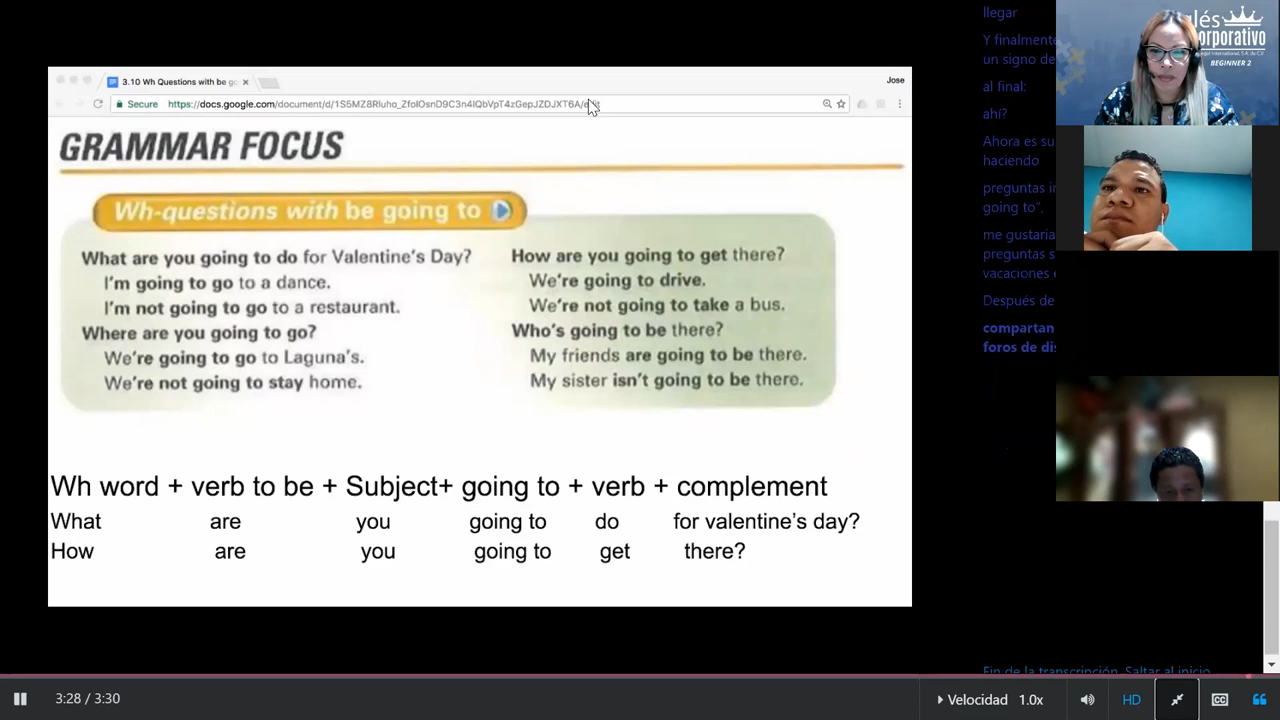 3.10 Wh Questions with be go
Jose
Secure https://docs.google.com/document/d/
GRAMMAR FOCUS
Wh-questions with be going to
What are you going to do for Valentine's Day?
I'm going to go to a dance.
I'm not going to go to a restaurant.
Where are you going to go?
We're going to go to Laguna's.
We're not going to stay home.
How are you going to get there?
We're going to drive.
We're not going to take a bus.
Who's going to be there?
My friends are going to be there.
My sister isn't going to be there.
Wh word + verb to be + Subject+ going to + verb + complement
What are you going to do for valentine's day?
How are you going to get there?
llegar
Y finalmente
un signo de
al final:
ahí?
Ahora es su
haciendo
preguntas
going to",
me gustaria
preguntas
vacaciones
Después de
compartan
foros de
Fin de la transcripción. Saltar al inicio.
BEGINNER 2
3:28 / 3:30
Velocidad 1.0x
HD
CC